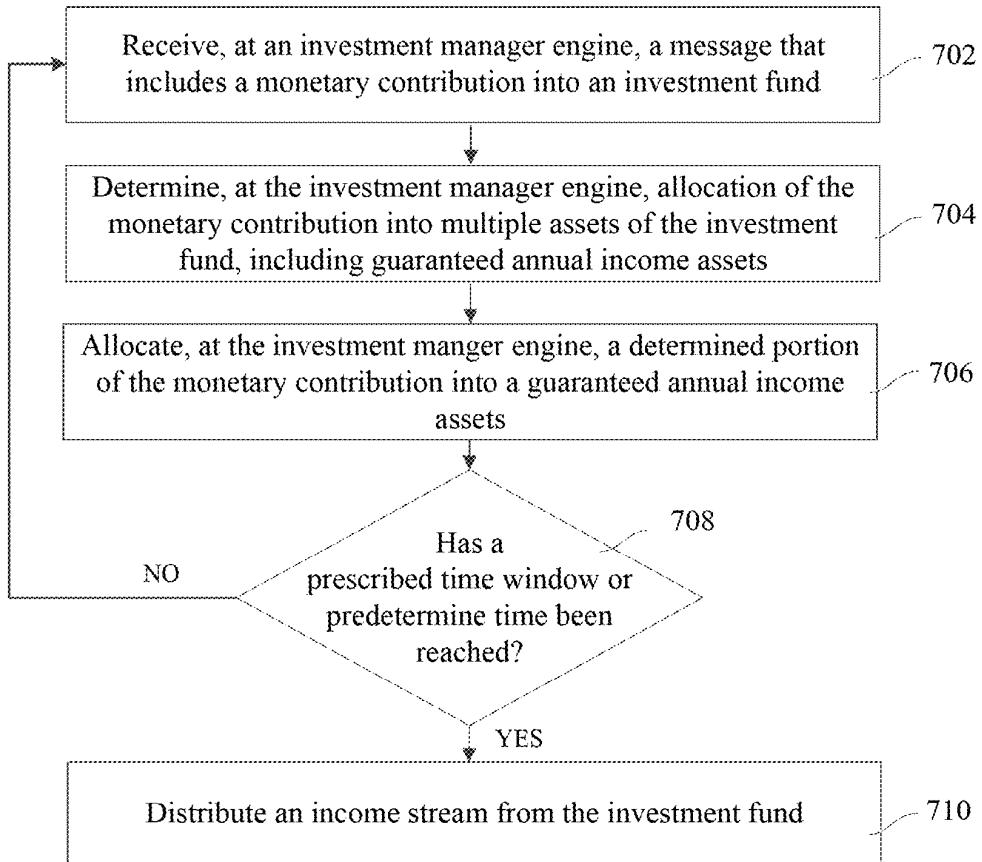 Receive, at an investment manager engine, a message that
includes a monetary contribution into an investment fund
702
Determine, at the investment manager engine, allocation of the
monetary contribution into multiple assets of the investment
fund, including guaranteed annual income assets
704
Allocate, at the investment manger engine, a determined portion
of the monetary contribution into a guaranteed annual income
assets
706
708
Has a
prescribed time window or
predetermine time been
reached?
NO
YES
Distribute an income stream from the investment fund
710